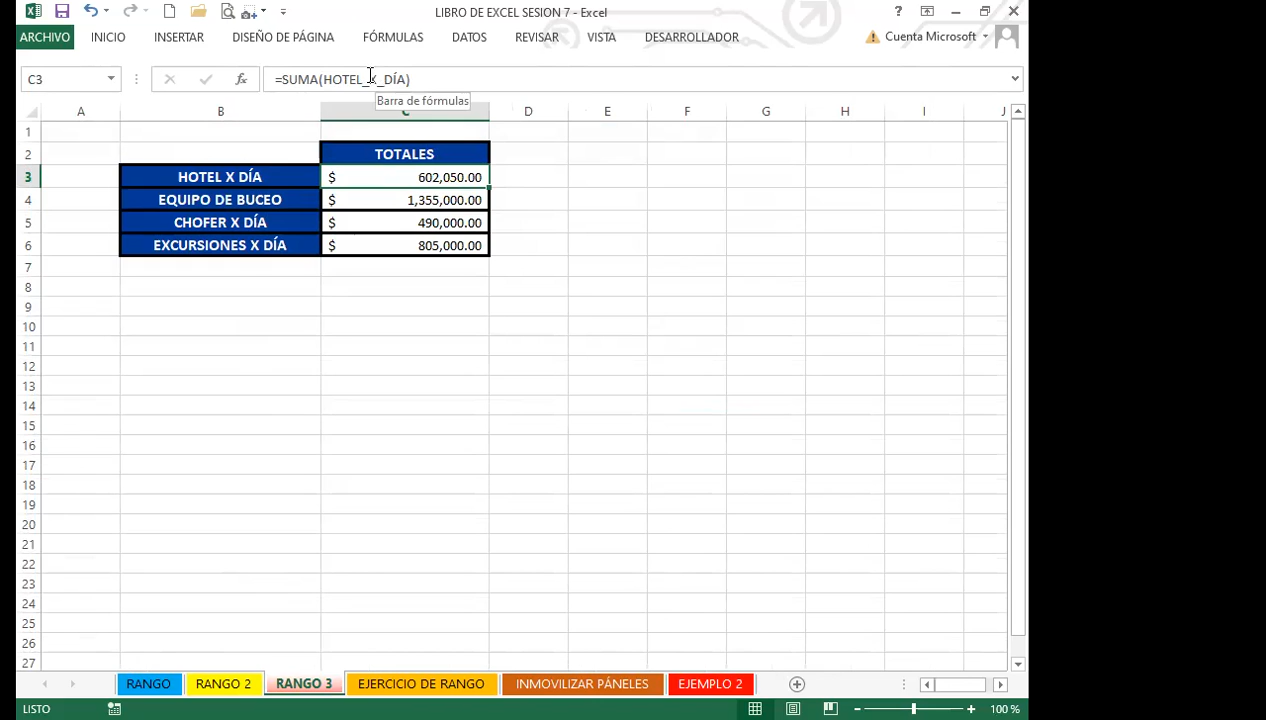 LIBRO DE EXCEL SESION 7 - Excel
?
ARCHIVO INICIO INSERTAR DISEÑO DE PÁGINA FÓRMULAS DATOS REVISAR VISTA DESARROLLADOR Cuenta Microsoft
C3 fx =SUMA(HOTEL_X_DÍA)
Barra de fórmulas
A B C D E F G H I J
1
2 TOTALES
3 HOTEL X DÍA $ 602,050.00
4 EQUIPO DE BUCEO $ 1,355,000.00
5 CHOFER X DÍA $ 490,000.00
6 EXCURSIONES X DÍA $ 805,000.00
7
8
9
10
11
12
13
14
15
16
17
18
19
20
21
22
23
24
25
26
27
RANGO RANGO 2 RANGO 3 EJERCICIO DE RANGO INMOVILIZAR PÁNELES EJEMPLO 2
LISTO 100 %